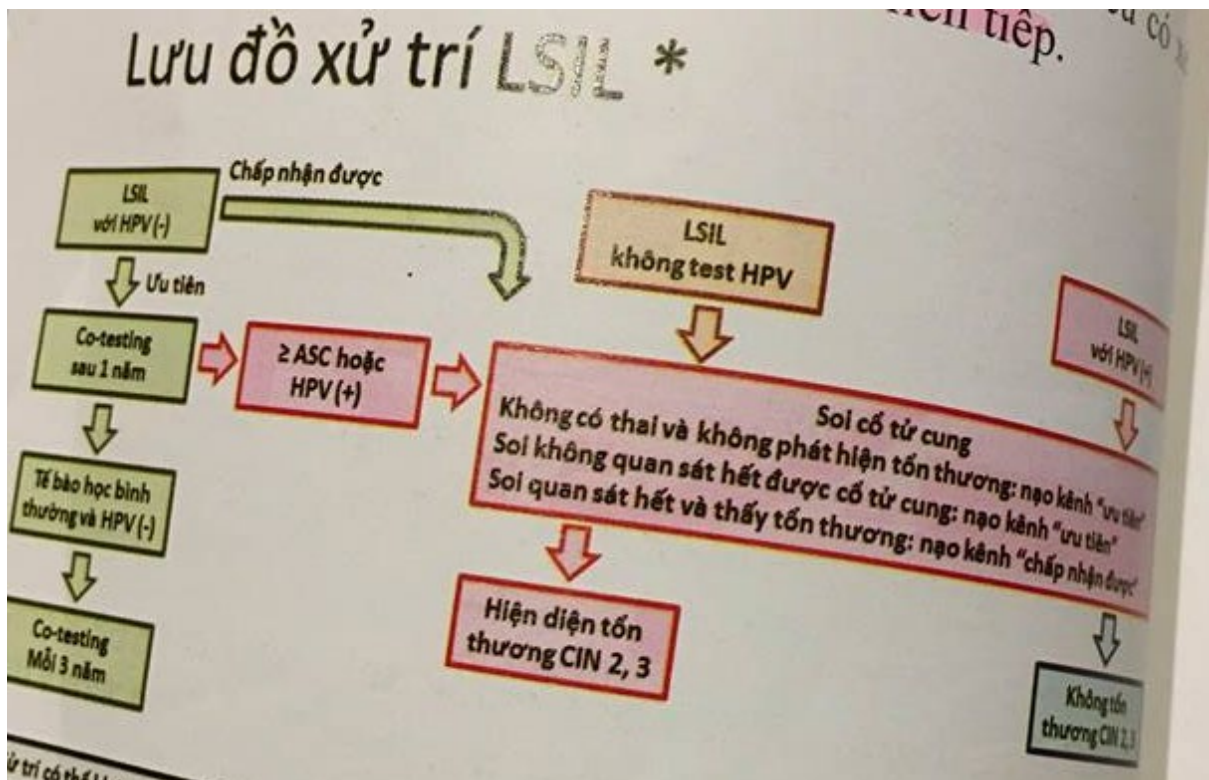 tiếp.
có
Lưu đồ xử trí LSIL *
Chấp nhận được
LSIL
với HPV (-)
Ưu tiên
LSIL
không test HPV
LSIL
với HPV (+)
Co-testing
sau 1 năm
≥ ASC hoặc
HPV (+)
Soi cổ tử cung
Không có thai và không phát hiện tổn thương: nạo kênh "ưu tiên"
Soi không quan sát hết được cổ tử cung: nạo kênh "ưu tiên"
Soi quan sát hết và thấy tổn thương: nạo kênh "chấp nhận được"
Tế bào học bình
thường và HPV (-)
Co-testing
Mỗi 3 năm
Hiện diện tổn
thương CIN 2, 3
Không tổn
thương CIN 2,3
trí có thể